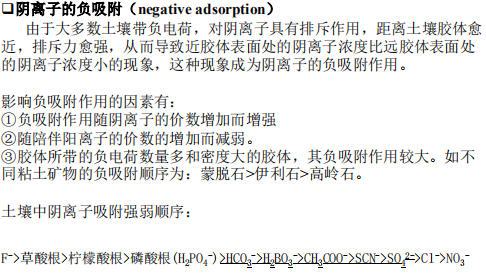 ❑阴离子的负吸附（negative adsorption）
由于大多数土壤带负电荷，对阴离子具有排斥作用，距离土壤胶体愈
近，排斥力愈强，从而导致近胶体表面处的阴离子浓度比远胶体表面处
的阴离子浓度小的现象，这种现象成为阴离子的负吸附作用。
影响负吸附作用的因素有：
①负吸附作用随阴离子的价数增加而增强
②随陪伴阳离子的价数的增加而减弱。
③胶体所带的负电荷数量多和密度大的胶体，其负吸附作用较大。如不
同粘土矿物的负吸附顺序为：蒙脱石>伊利石>高岭石。
土壤中阴离子吸附强弱顺序：
F⁻>草酸根>柠檬酸根>磷酸根(H₂PO₄⁻)>HCO₃⁻>H₂BO₃⁻>CH₃COO⁻>SCN⁻>SO₄²⁻>Cl⁻>NO₃⁻